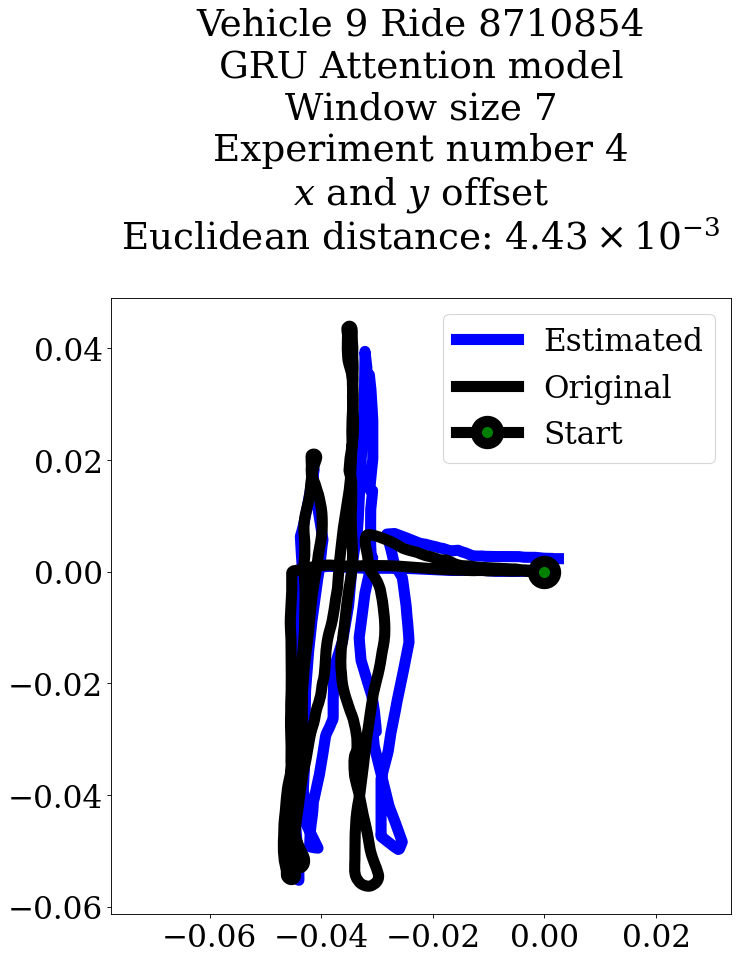 Vehicle 9 Ride 8710854
GRU Attention model
Window size 7
Experiment number 4
x and y offset
Euclidean distance: 4.43 × 10⁻³
Estimated
Original
Start
0.04
0.02
0.00
−0.02
−0.04
−0.06
−0.06 −0.04 −0.02 0.00 0.02